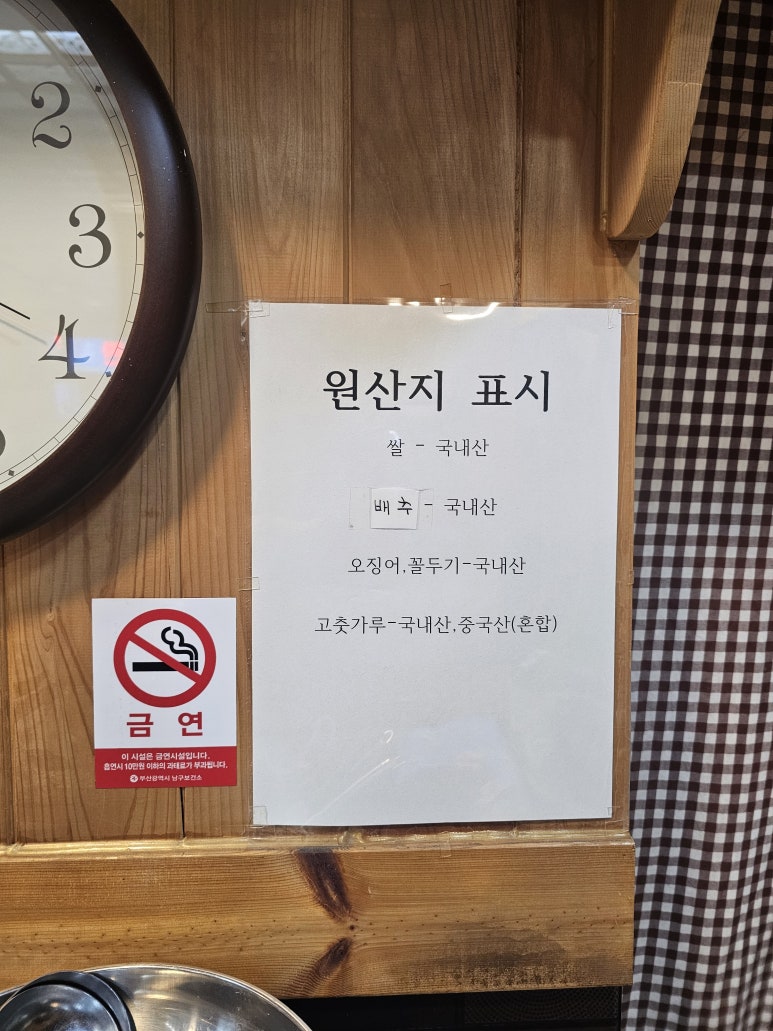 2
3
4
원산지 표시
쌀 - 국내산
배추 - 국내산
오징어,꼴두기-국내산
고춧가루-국내산,중국산(혼합)
금 연
이 시설은 금연시설입니다.
흡연시 10만원 이하의 과태료가 부과됩니다.
부산광역시 남구보건소